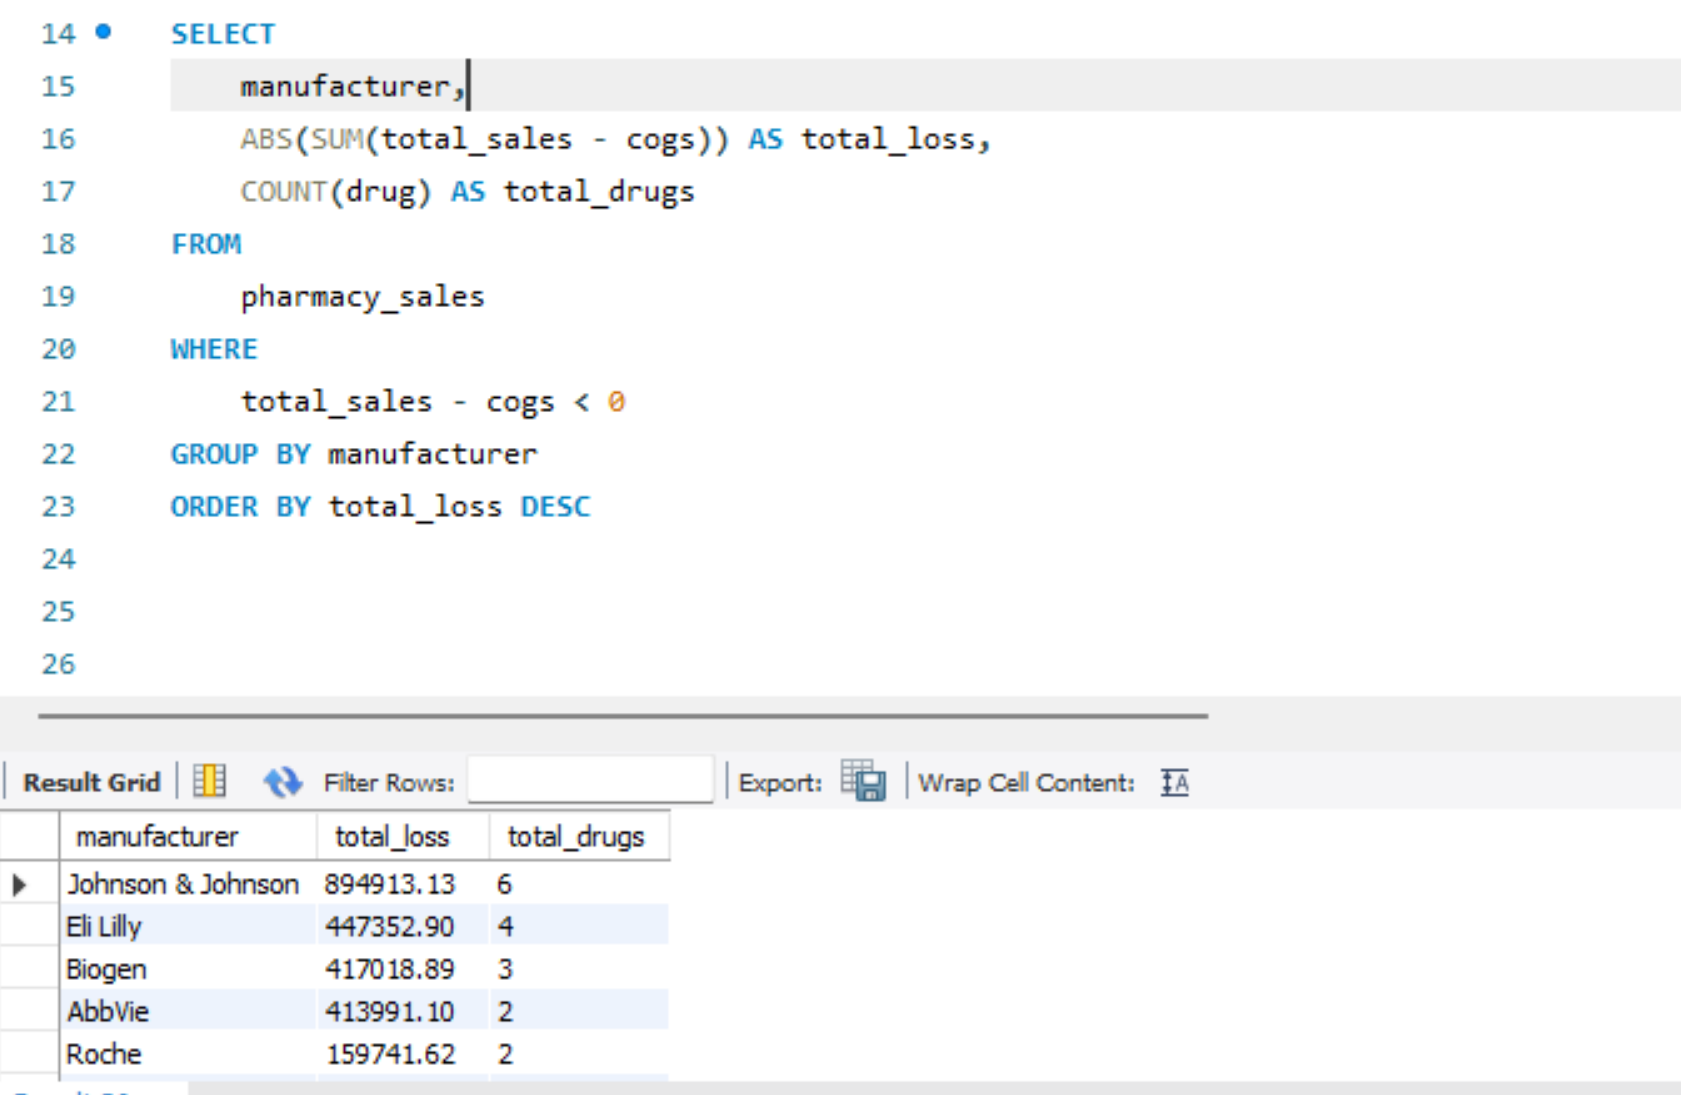 14 SELECT
15 manufacturer,
16 ABS(SUM(total_sales - cogs)) AS total_loss,
17 COUNT(drug) AS total_drugs
18 FROM
19 pharmacy_sales
20 WHERE
21 total_sales - cogs < 0
22 GROUP BY manufacturer
23 ORDER BY total_loss DESC
24
25
26
Result Grid Filter Rows: Export: Wrap Cell Content:
manufacturer total_loss total_drugs
Johnson & Johnson 894913.13 6
Eli Lilly 447352.90 4
Biogen 417018.89 3
AbbVie 413991.10 2
Roche 159741.62 2